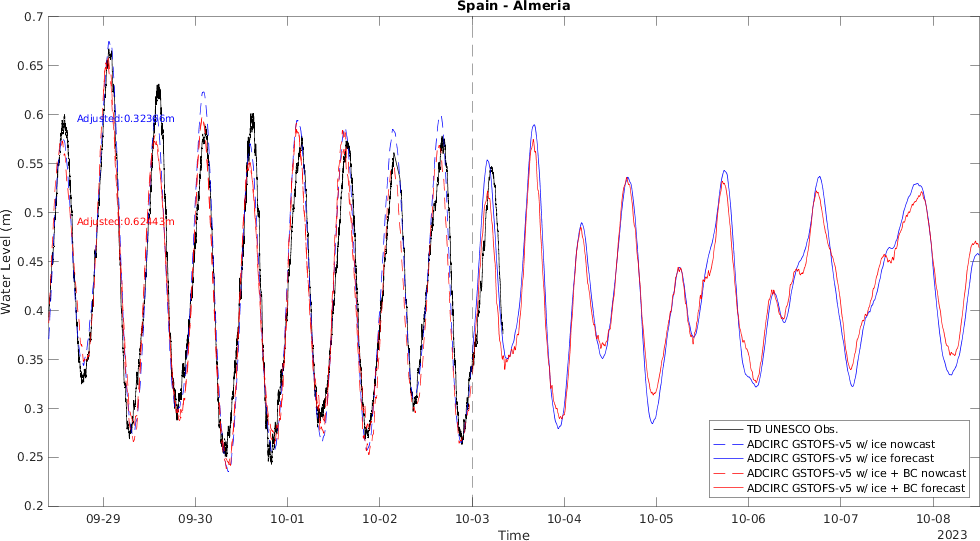 Spain - Almeria
0.7
0.65
0.6
0.55
0.5
0.45
0.4
0.35
0.3
0.25
0.2
Water Level (m)
Adjusted:0.32386m
Adjusted:0.62443m
TD UNESCO Obs.
ADCIRC GSTOFS-v5 w/ ice nowcast
ADCIRC GSTOFS-v5 w/ ice forecast
ADCIRC GSTOFS-v5 w/ ice + BC nowcast
ADCIRC GSTOFS-v5 w/ ice + BC forecast
09-29 09-30 10-01 10-02 10-03 10-04 10-05 10-06 10-07 10-08
Time
2023